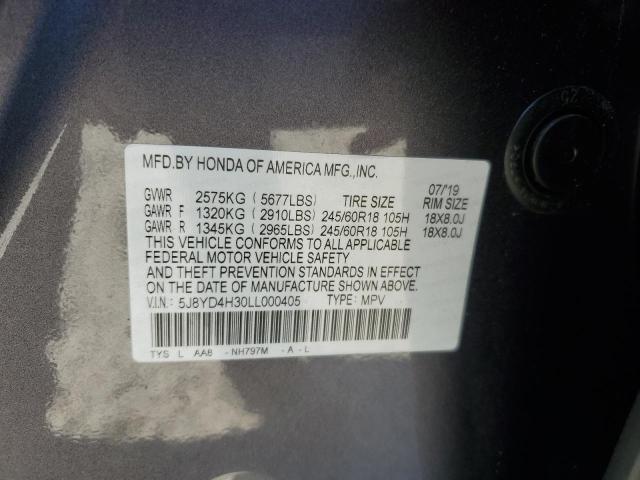 MFD.BY HONDA OF AMERICA MFG.,INC.
07/'19
GVWR 2575KG ( 5677LBS) TIRE SIZE RIM SIZE
GAWR F 1320KG ( 2910LBS) 245/60R18 105H 18X8.0J
GAWR R 1345KG ( 2965LBS) 245/60R18 105H 18X8.0J
THIS VEHICLE CONFORMS TO ALL APPLICABLE
FEDERAL MOTOR VEHICLE SAFETY
AND THEFT PREVENTION STANDARDS IN EFFECT
ON THE DATE OF MANUFACTURE SHOWN ABOVE.
V.I.N.: 5J8YD4H30LL000405 TYPE: MPV
TYS L AA8 - NH797M - A - L